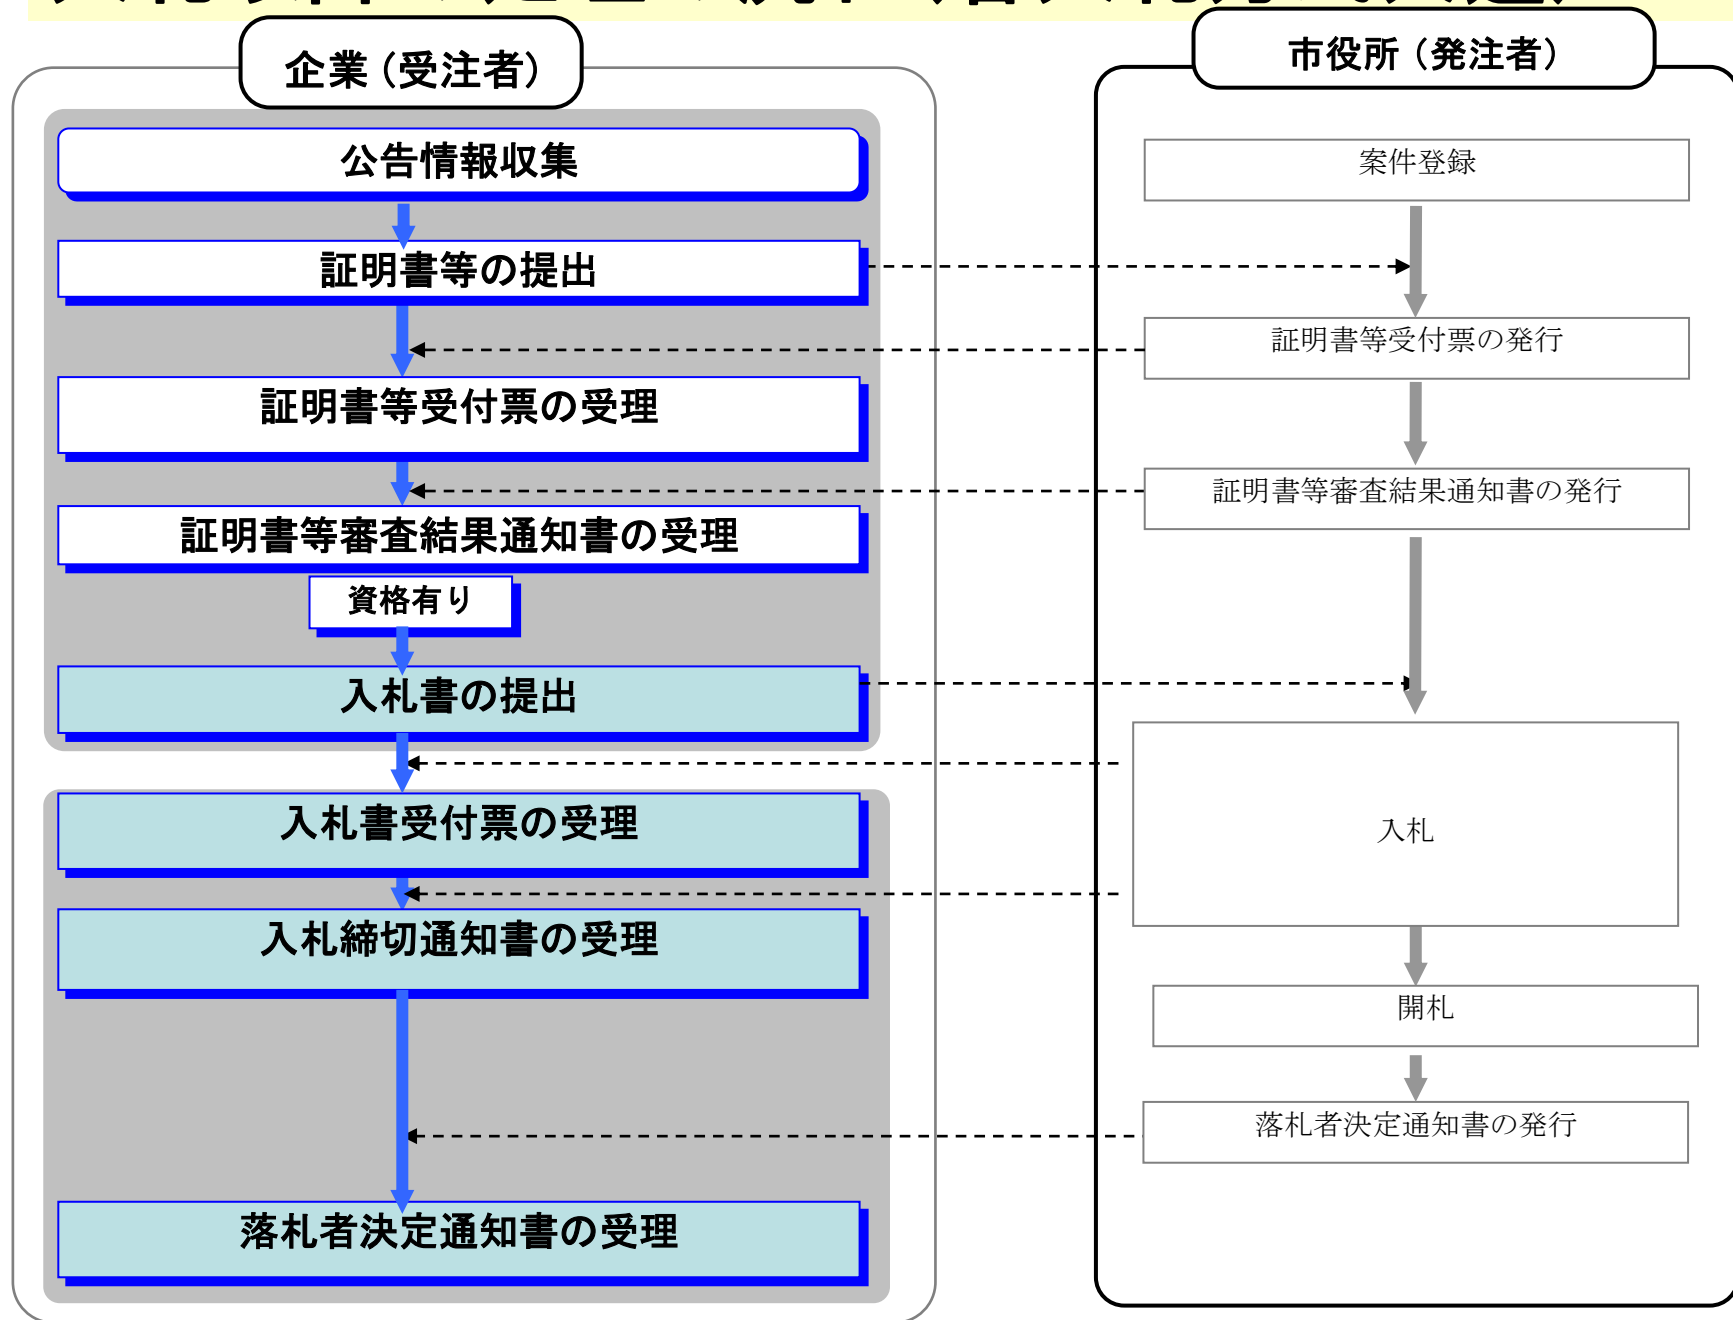 企業（受注者）
公告情報収集
証明書等の提出
証明書等受付票の受理
証明書等審査結果通知書の受理
資格有り
入札書の提出
入札書受付票の受理
入札締切通知書の受理
落札者決定通知書の受理
市役所（発注者）
案件登録
証明書等受付票の発行
証明書等審査結果通知書の発行
入札
開札
落札者決定通知書の発行